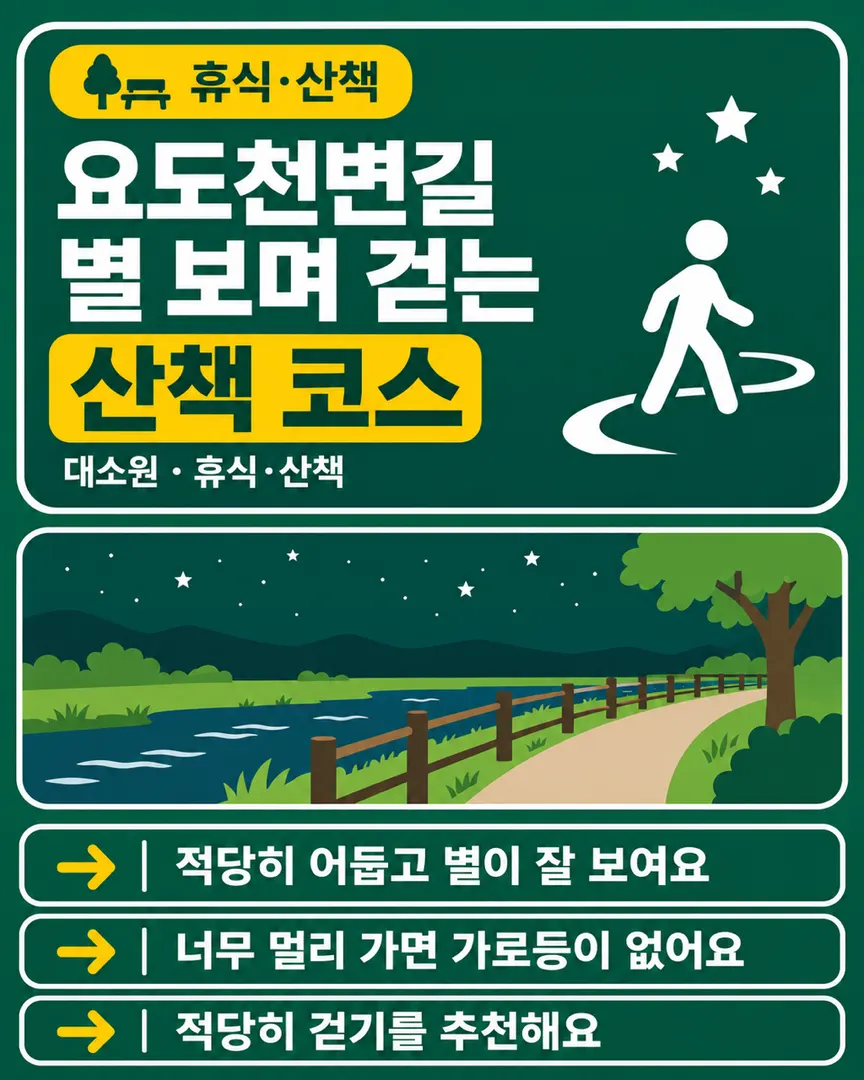 휴식·산책
요도천변길
별 보며 걷는
산책 코스
대소원 · 휴식·산책
적당히 어둡고 별이 잘 보여요
너무 멀리 가면 가로등이 없어요
적당히 걷기를 추천해요